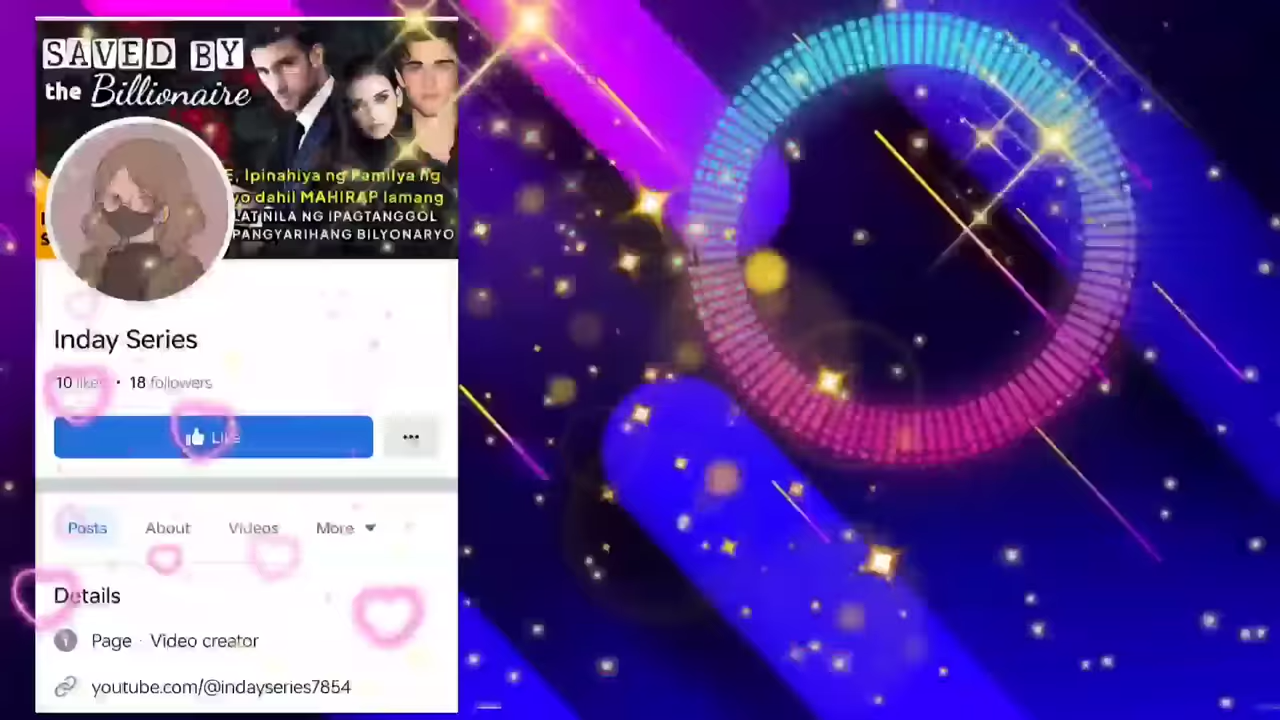 SAVED BY
the Billionaire
E, Ipinahiya ng Pamilya ng
yo dahil MAHIRAP lamang
NILA NG IPAGTANGGOL
PANGYARIHANG BILYONARYO
Inday Series
10 likes · 18 followers
Like
Posts About Videos More
Details
Page · Video creator
youtube.com/@indayseries7854